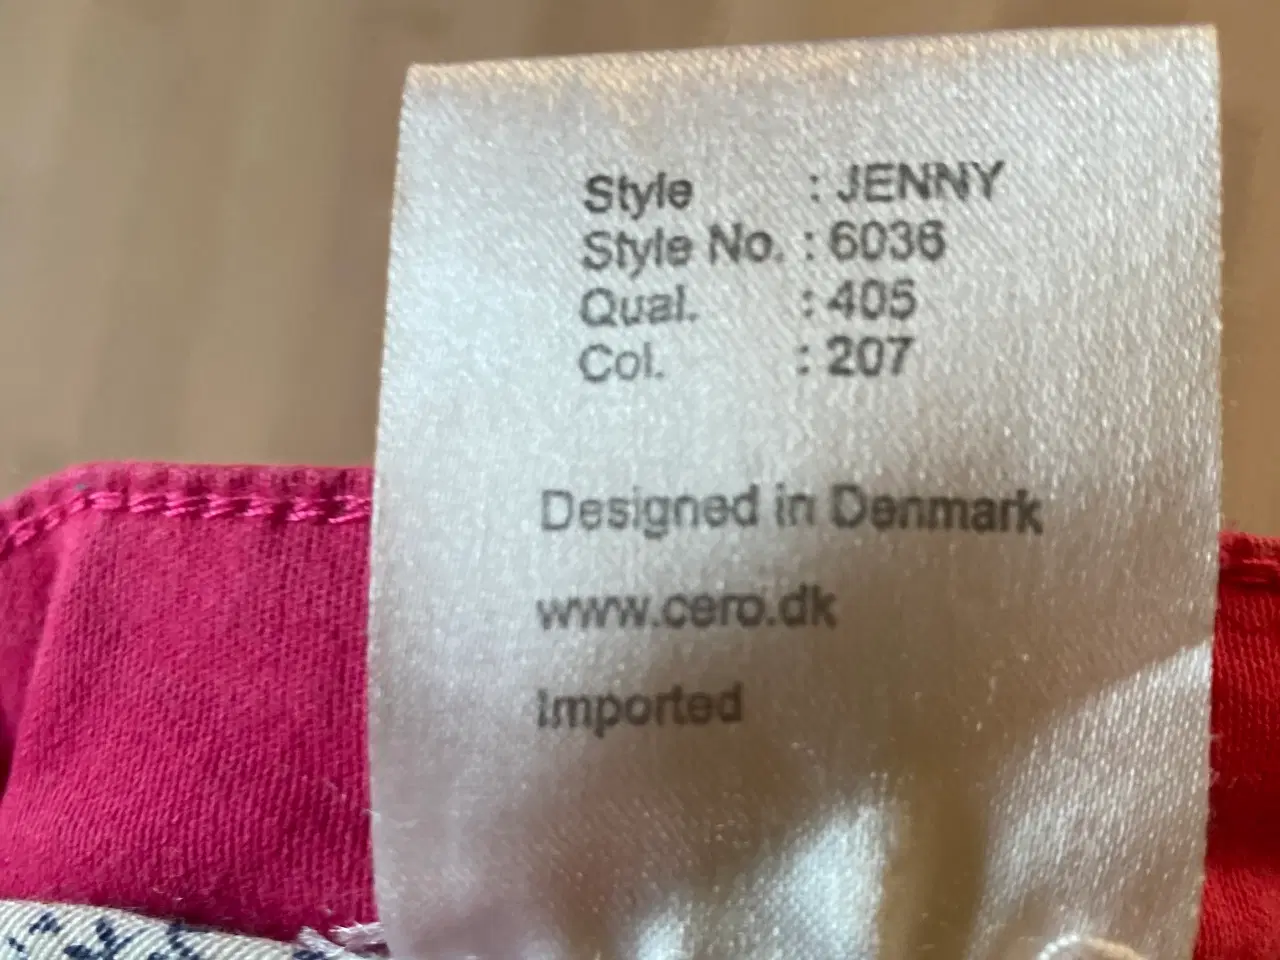 Style : JENNY
Style No. : 6036
Qual. : 405
Col. : 207
Designed in Denmark
www.cero.dk
Imported